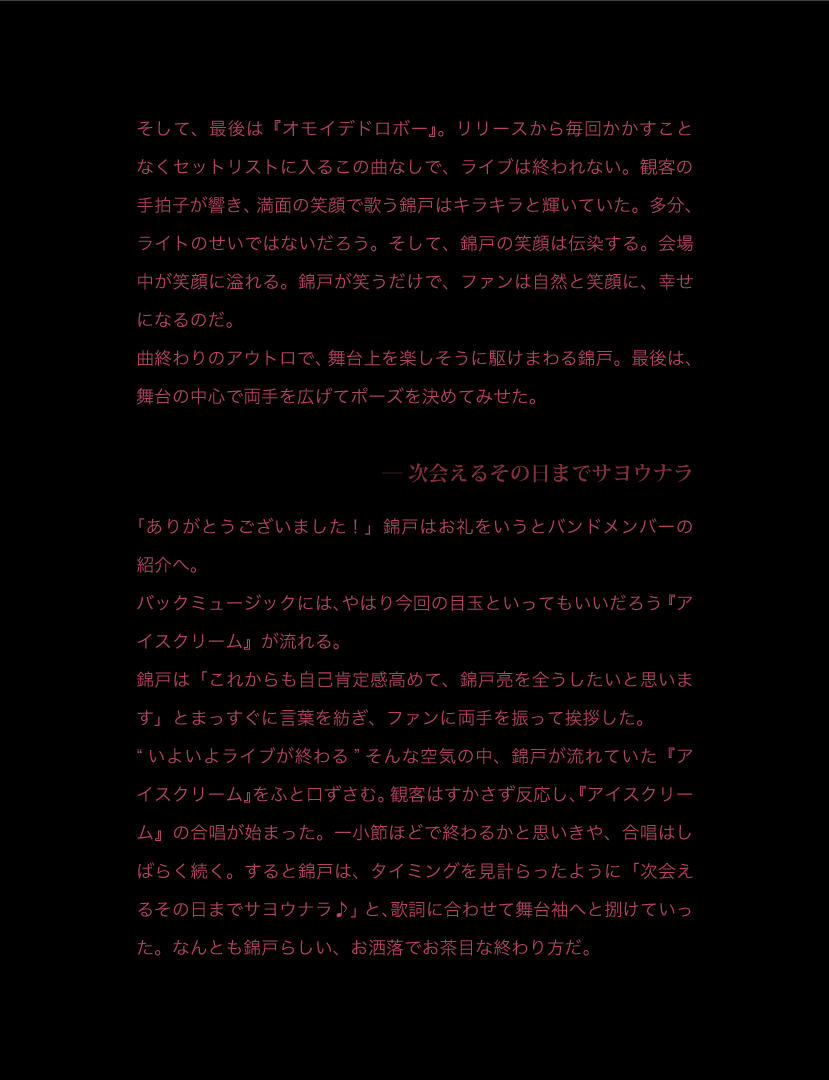 そして、最後は『オモイデドロボー』。リリースから毎回かかすこと
なくセットリストに入るこの曲なしで、ライブは終われない。観客の
手拍子が響き、満面の笑顔で歌う錦戸はキラキラと輝いていた。多分、
ライトのせいではないだろう。そして、錦戸の笑顔は伝染する。会場
中が笑顔に溢れる。錦戸が笑うだけで、ファンは自然と笑顔に、幸せ
になるのだ。
曲終わりのアウトロで、舞台上を楽しそうに駆けまわる錦戸。最後は、
舞台の中心で両手を広げてポーズを決めてみせた。
― 次会えるその日までサヨウナラ
「ありがとうございました！」錦戸はお礼をいうとバンドメンバーの
紹介へ。
バックミュージックには、やはり今回の目玉といってもいいだろう『ア
イスクリーム』が流れる。
錦戸は「これからも自己肯定感高めて、錦戸亮を全うしたいと思いま
す」とまっすぐに言葉を紡ぎ、ファンに両手を振って挨拶した。
“ いよいよライブが終わる ” そんな空気の中、錦戸が流れていた『ア
イスクリーム』をふと口ずさむ。観客はすかさず反応し、『アイスクリー
ム』の合唱が始まった。一小節ほどで終わるかと思いきや、合唱はし
ばらく続く。すると錦戸は、タイミングを見計らったように「次会え
るその日までサヨウナラ♪」と、歌詞に合わせて舞台袖へと捌けていっ
た。なんとも錦戸らしい、お洒落でお茶目な終わり方だ。